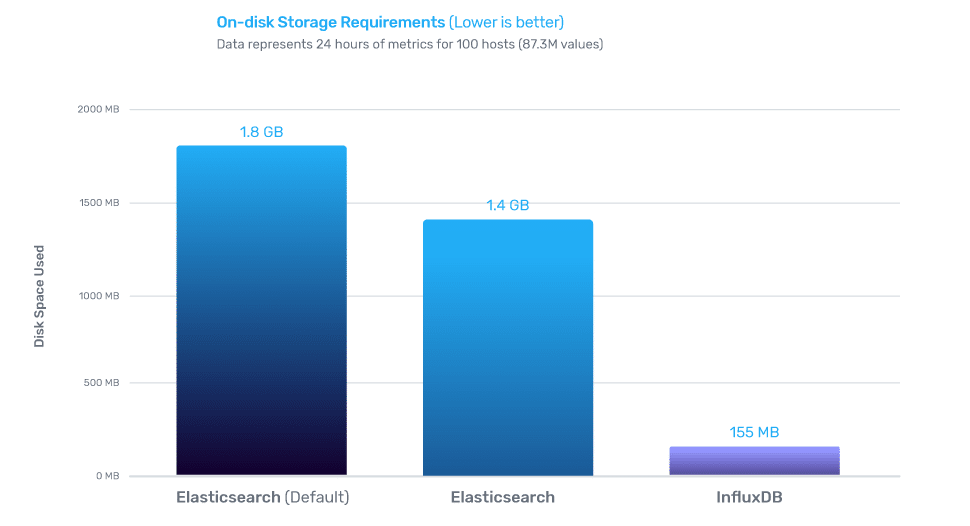 On-disk Storage Requirements (Lower is better)
Data represents 24 hours of metrics for 100 hosts (87.3M values)
2000 MB
1.8 GB
1500 MB
1.4 GB
Disk Space Used
1000 MB
500 MB
155 MB
0 MB
Elasticsearch (Default)
Elasticsearch
InfluxDB